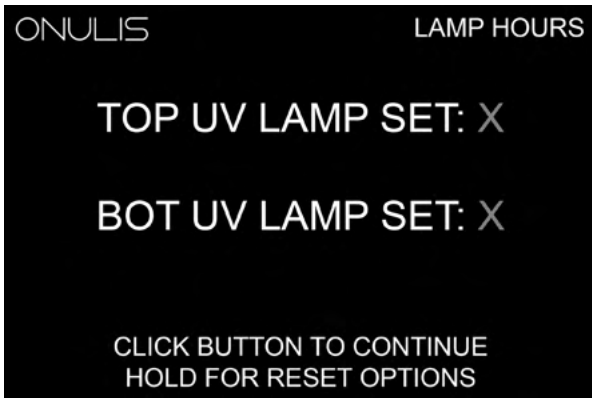 ONULIS
LAMP HOURS
TOP UV LAMP SET: X
BOT UV LAMP SET: X
CLICK BUTTON TO CONTINUE
HOLD FOR RESET OPTIONS